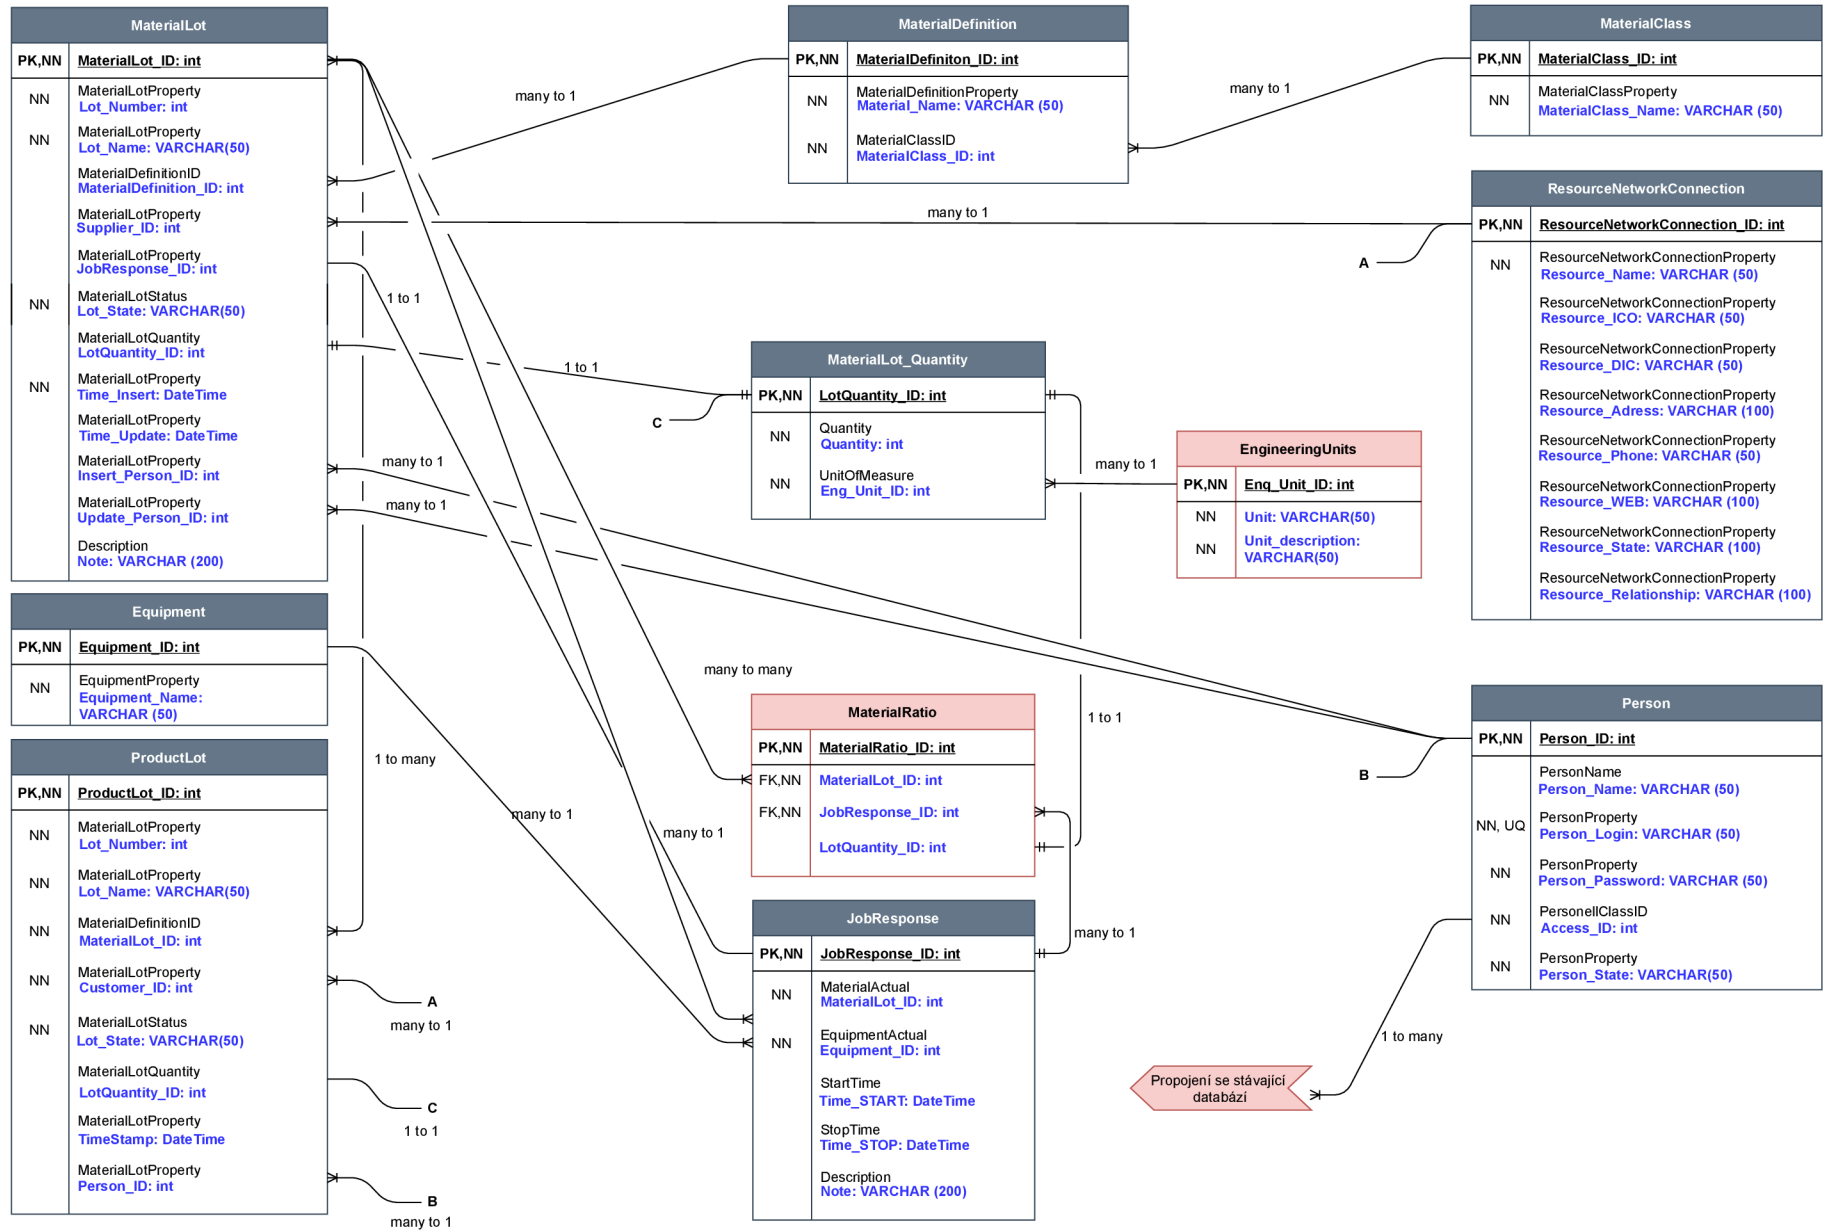 MaterialLot
PK,NN MaterialLot_ID: int
NN MaterialLotProperty
Lot_Number: int
NN MaterialLotProperty
Lot_Name: VARCHAR(50)
MaterialDefinitionID
MaterialDefinition_ID: int
MaterialLotProperty
Supplier_ID: int
MaterialLotProperty
JobResponse_ID: int
NN MaterialLotStatus
Lot_State: VARCHAR(50)
MaterialLotQuantity
LotQuantity_ID: int
NN MaterialLotProperty
Time_Insert: DateTime
MaterialLotProperty
Time_Update: DateTime
MaterialLotProperty
Insert_Person_ID: int
MaterialLotProperty
Update_Person_ID: int
Description
Note: VARCHAR (200)
Equipment
PK,NN Equipment_ID: int
NN EquipmentProperty
Equipment_Name:
VARCHAR (50)
ProductLot
PK,NN ProductLot_ID: int
NN MaterialLotProperty
Lot_Number: int
NN MaterialLotProperty
Lot_Name: VARCHAR(50)
NN MaterialDefinitionID
MaterialLot_ID: int
NN MaterialLotProperty
Customer_ID: int
NN MaterialLotStatus
Lot_State: VARCHAR(50)
MaterialLotQuantity
LotQuantity_ID: int
MaterialLotProperty
TimeStamp: DateTime
MaterialLotProperty
Person_ID: int
many to 1
1 to 1
1 to 1
C
many to 1
many to 1
many to many
1 to many
many to 1
many to 1
A
many to 1
C
1 to 1
B
many to 1
MaterialDefinition
PK,NN MaterialDefiniton_ID: int
NN MaterialDefinitionProperty
Material_Name: VARCHAR (50)
NN MaterialClassID
MaterialClass_ID: int
many to 1
many to 1
A
MaterialLot_Quantity
PK,NN LotQuantity_ID: int
NN Quantity
Quantity: int
NN UnitOfMeasure
Eng_Unit_ID: int
many to 1
EngineeringUnits
PK,NN Enq_Unit_ID: int
NN Unit: VARCHAR(50)
NN Unit_description:
VARCHAR(50)
MaterialRatio
PK,NN MaterialRatio_ID: int
FK,NN MaterialLot_ID: int
FK,NN JobResponse_ID: int
LotQuantity_ID: int
1 to 1
many to 1
JobResponse
PK,NN JobResponse_ID: int
NN MaterialActual
MaterialLot_ID: int
NN EquipmentActual
Equipment_ID: int
StartTime
Time_START: DateTime
StopTime
Time_STOP: DateTime
Description
Note: VARCHAR (200)
MaterialClass
PK,NN MaterialClass_ID: int
NN MaterialClassProperty
MaterialClass_Name: VARCHAR (50)
ResourceNetworkConnection
PK,NN ResourceNetworkConnection_ID: int
NN ResourceNetworkConnectionProperty
Resource_Name: VARCHAR (50)
ResourceNetworkConnectionProperty
Resource_ICO: VARCHAR (50)
ResourceNetworkConnectionProperty
Resource_DIC: VARCHAR (50)
ResourceNetworkConnectionProperty
Resource_Adress: VARCHAR (100)
ResourceNetworkConnectionProperty
Resource_Phone: VARCHAR (50)
ResourceNetworkConnectionProperty
Resource_WEB: VARCHAR (100)
ResourceNetworkConnectionProperty
Resource_State: VARCHAR (100)
ResourceNetworkConnectionProperty
Resource_Relationship: VARCHAR (100)
B
Person
PK,NN Person_ID: int
PersonName
Person_Name: VARCHAR (50)
NN, UQ PersonProperty
Person_Login: VARCHAR (50)
NN PersonProperty
Person_Password: VARCHAR (50)
NN PersonellClassID
Access_ID: int
NN PersonProperty
Person_State: VARCHAR(50)
1 to many
Propojení se stávající
databází